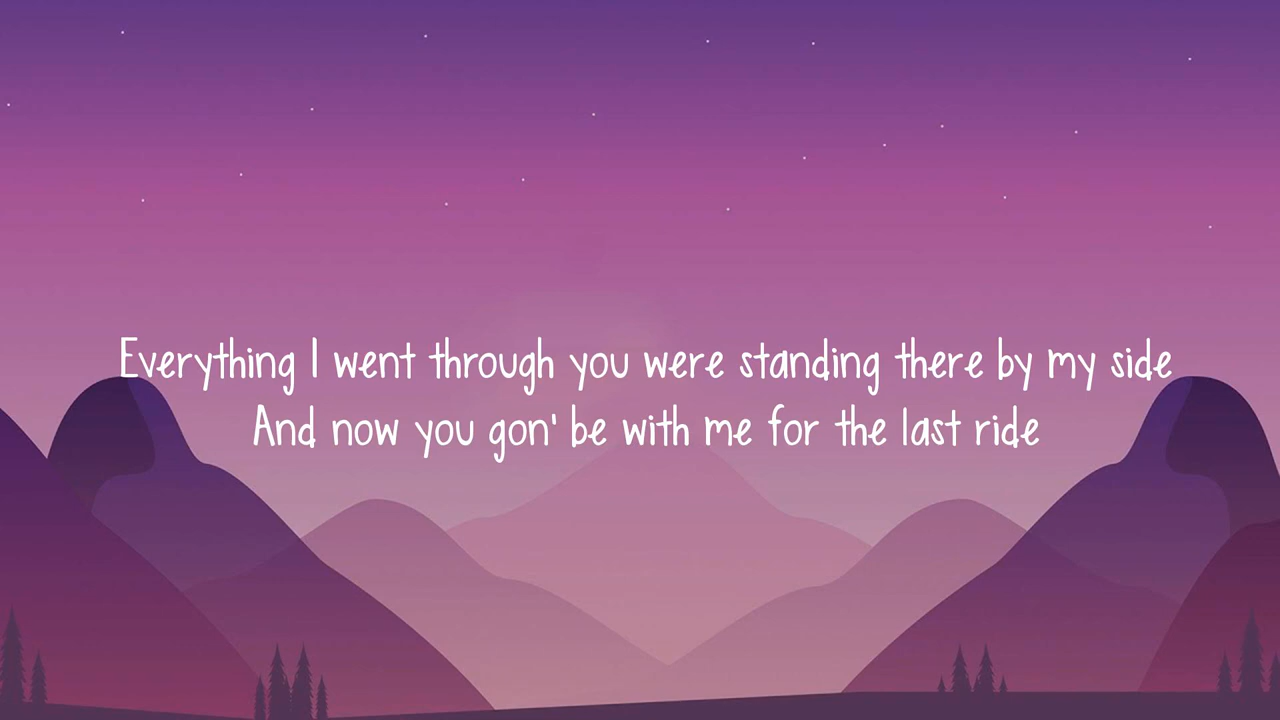 Everything I went through you were standing there by my side
And now you gon' be with me for the last ride